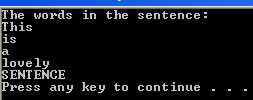 The words in the sentence:
This
is
a
lovely
SENTENCE
Press any key to continue . . .